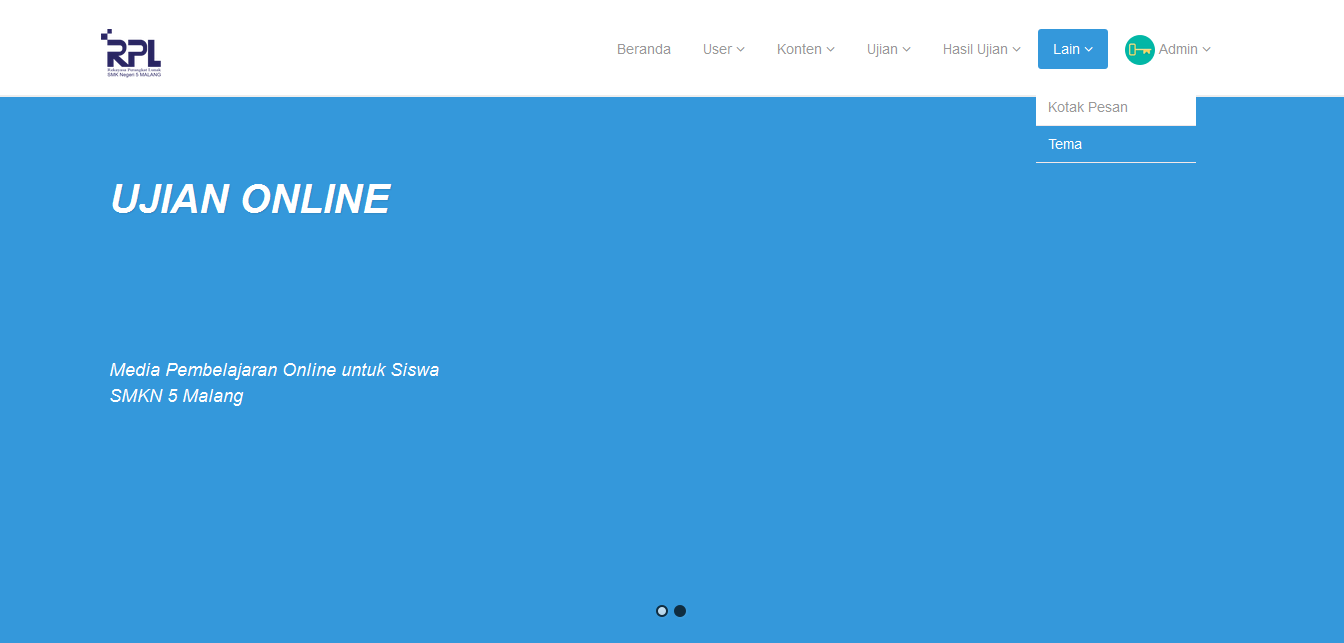 RPL
Rekayasa Perangkat Lunak
SMK Negeri 5 MALANG
Beranda
User
Konten
Ujian
Hasil Ujian
Lain
Admin
Kotak Pesan
Tema
UJIAN ONLINE
Media Pembelajaran Online untuk Siswa
SMKN 5 Malang